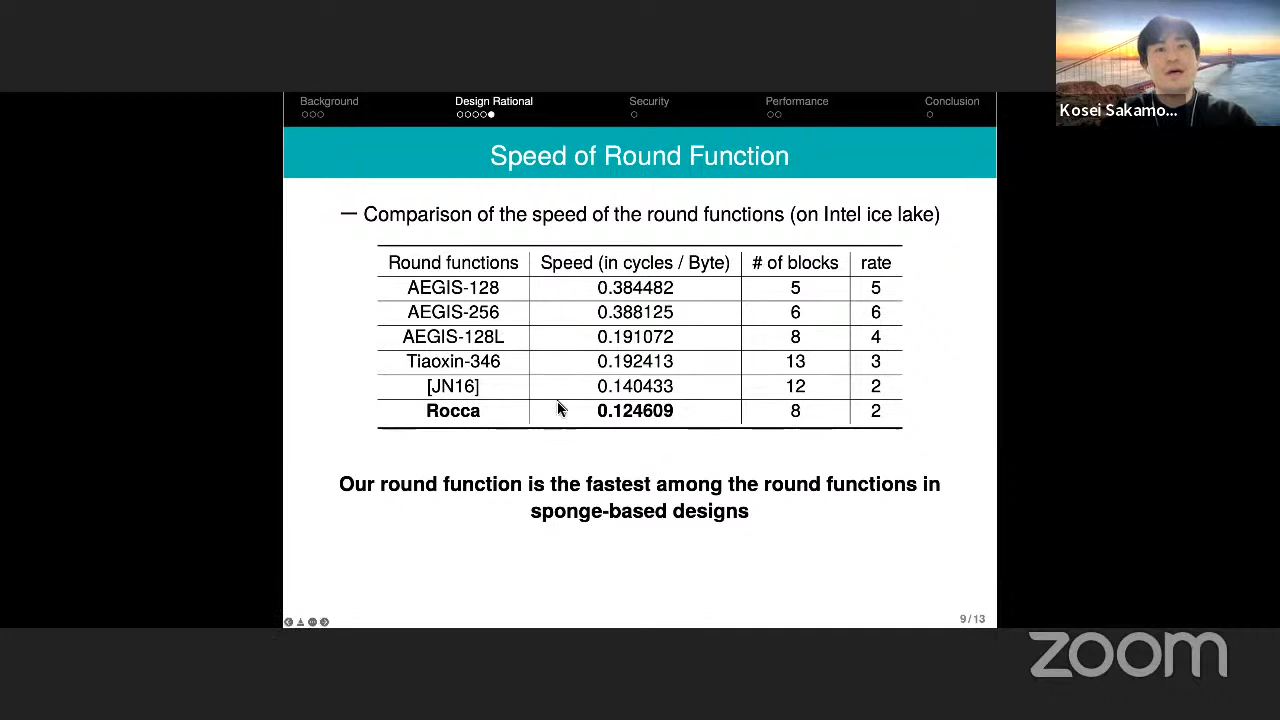 Background Design Rational Security Performance Conclusion
Speed of Round Function
— Comparison of the speed of the round functions (on Intel ice lake)
Round functions Speed (in cycles / Byte) # of blocks rate
AEGIS-128 0.384482 5 5
AEGIS-256 0.388125 6 6
AEGIS-128L 0.191072 8 4
Tiaoxin-346 0.192413 13 3
[JN16] 0.140433 12 2
Rocca 0.124609 8 2
Our round function is the fastest among the round functions in
sponge-based designs
9 / 13
Kosei Sakamo...
zoom